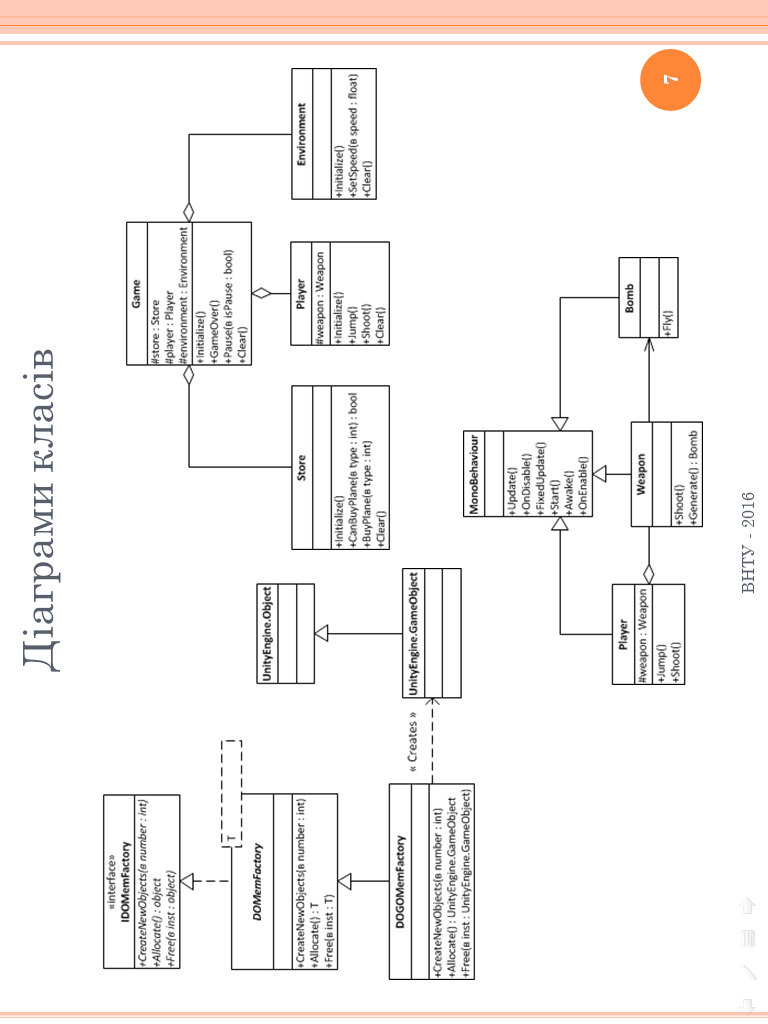 Діаграми класів
«interface»
IDOMemFactory
+CreateNewObjects(в number : int)
+Allocate() : object
+Free(в inst : object)
T
DOMemFactory
+CreateNewObjects(в number : int)
+Allocate() : T
+Free(в inst : T)
DOGOMemFactory
+CreateNewObjects(в number : int)
+Allocate() : UnityEngine.GameObject
+Free(в inst : UnityEngine.GameObject)
« Creates »
UnityEngine.Object
UnityEngine.GameObject
Game
#store : Store
#player : Player
#environment : Environment
+Initialize()
+GameOver()
+Pause(в isPause : bool)
+Clear()
Store
+Initialize()
+CanBuyPlane(в type : int) : bool
+BuyPlane(в type : int)
+Clear()
Player
#weapon : Weapon
+Initialize()
+Jump()
+Shoot()
+Clear()
Environment
+Initialize()
+SetSpeed(в speed : float)
+Clear()
MonoBehaviour
+Update()
+OnDisable()
+FixedUpdate()
+Start()
+Awake()
+OnEnable()
Player
#weapon : Weapon
+Jump()
+Shoot()
Weapon
+Shoot()
+Generate() : Bomb
Bomb
+Fly()
ВНТУ - 2016
7